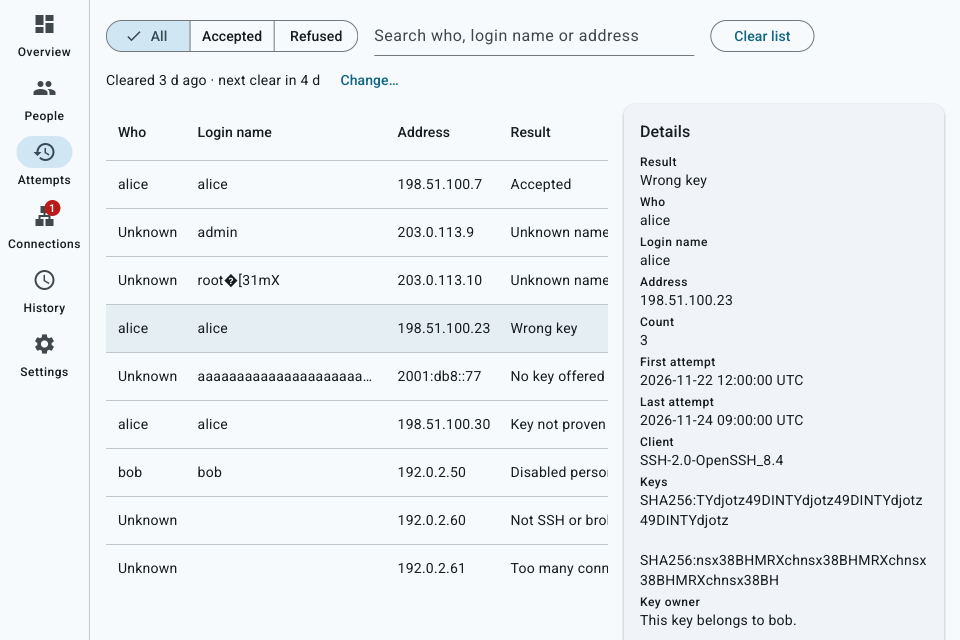 Overview
People
Attempts
1
Connections
History
Settings
All Accepted Refused
Search who, login name or address
Clear list
Cleared 3 d ago · next clear in 4 d Change…
Who Login name Address Result
alice alice 198.51.100.7 Accepted
Unknown admin 203.0.113.9 Unknown name
Unknown root�[31mX 203.0.113.10 Unknown name
alice alice 198.51.100.23 Wrong key
Unknown aaaaaaaaaaaaaaaaaaaaa… 2001:db8::77 No key offered
alice alice 198.51.100.30 Key not proven
bob bob 192.0.2.50 Disabled perso
Unknown 192.0.2.60 Not SSH or bro
Unknown 192.0.2.61 Too many conn
Details
Result
Wrong key
Who
alice
Login name
alice
Address
198.51.100.23
Count
3
First attempt
2026-11-22 12:00:00 UTC
Last attempt
2026-11-24 09:00:00 UTC
Client
SSH-2.0-OpenSSH_8.4
Keys
SHA256:TYdjotz49DINTYdjotz49DINTYdjotz
49DINTYdjotz
SHA256:nsx38BHMRXchnsx38BHMRXchnsx
38BHMRXchnsx38BH
Key owner
This key belongs to bob.